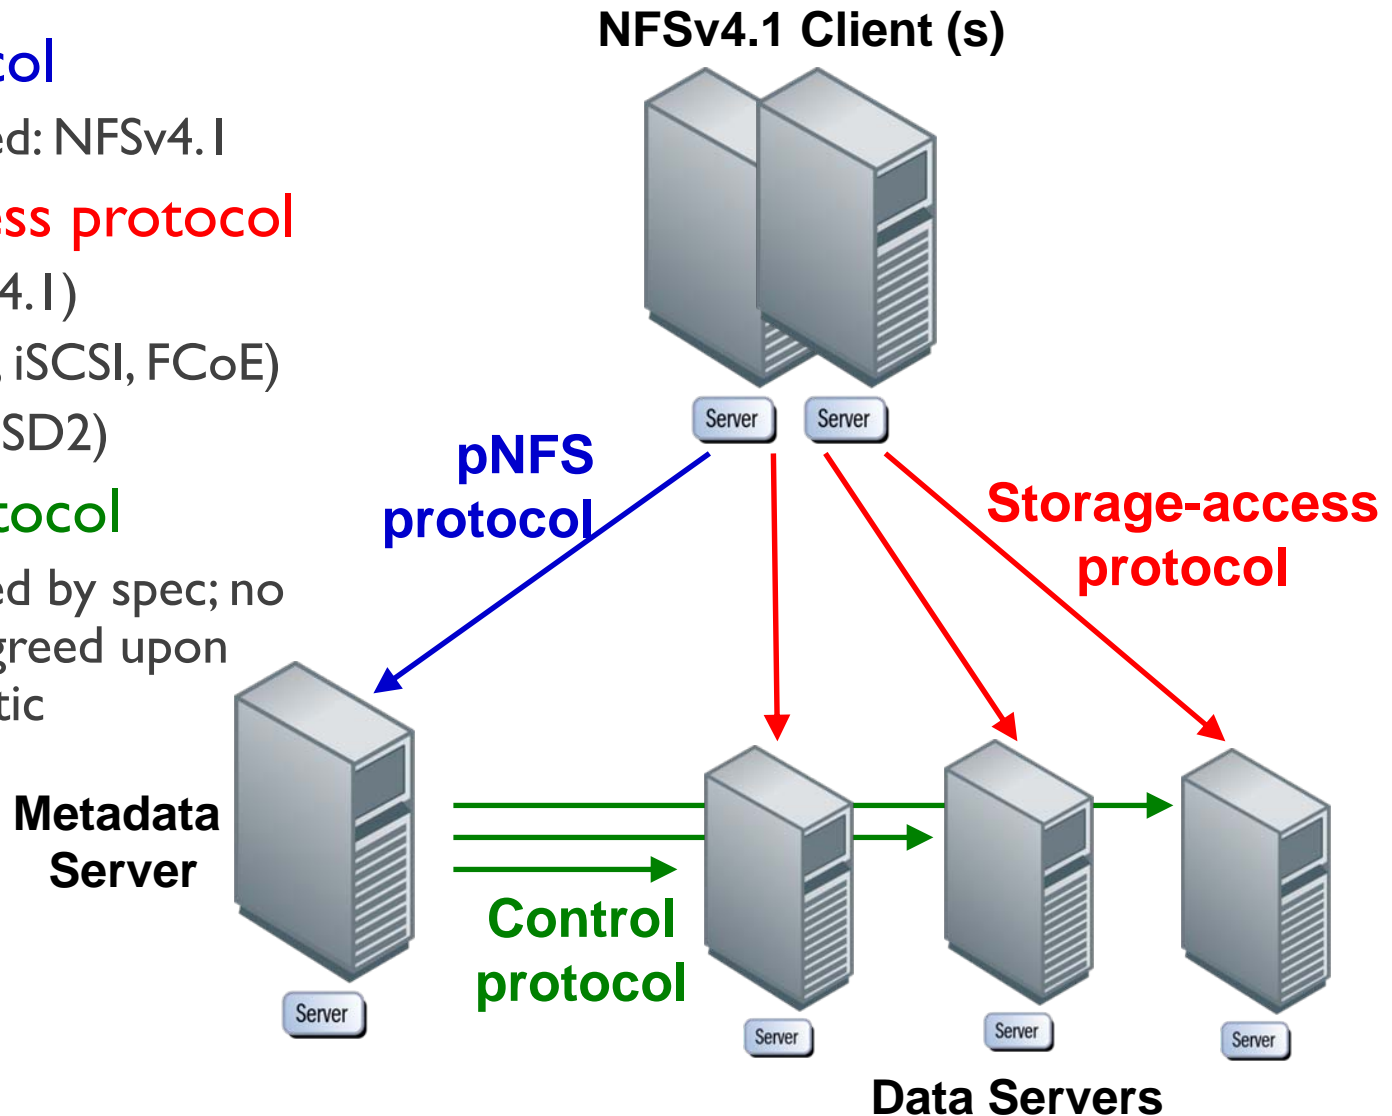 NFSv4.1 Client (s)
col
ed: NFSv4.1
ess protocol
4.1)
, iSCSI, FCoE)
SD2)
tocol
ed by spec; no
greed upon
tic
Server
Server
pNFS
protocol
Storage-access
protocol
Metadata
Server
Control
protocol
Server
Server
Server
Server
Data Servers